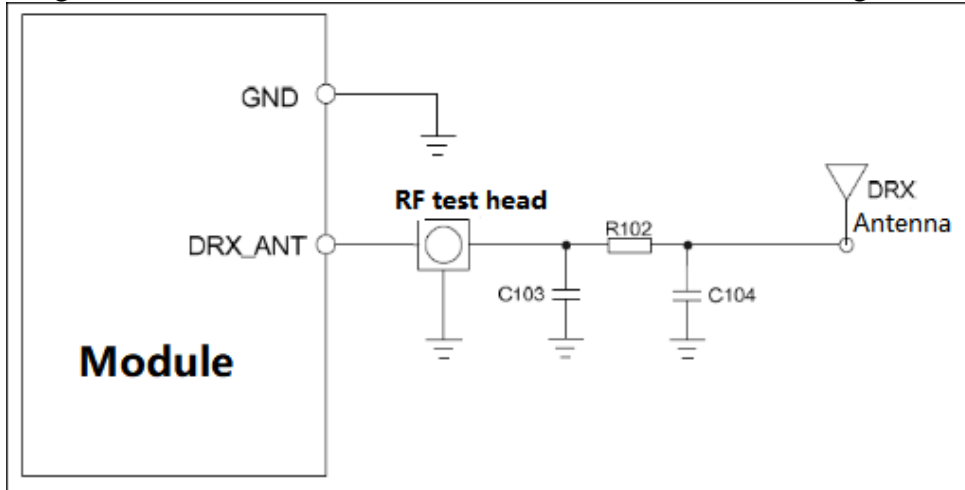 GND
RF test head
DRX
Antenna
R102
DRX_ANT
C103
C104
Module